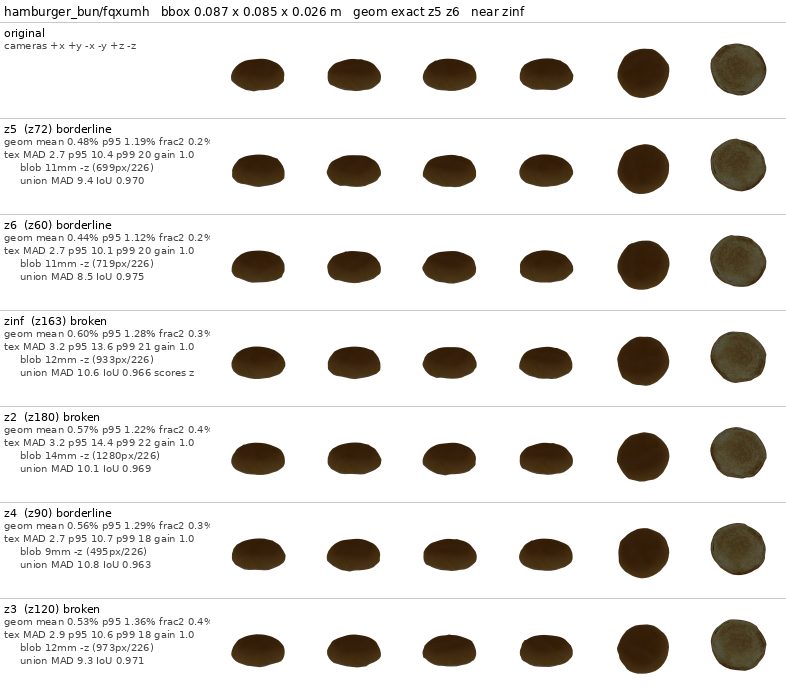 hamburger_bun/fqxumh   bbox 0.087 x 0.085 x 0.026 m   geom exact z5 z6   near zinf
original
cameras +x +y -x -y +z -z
z5  (z72) borderline
geom mean 0.48% p95 1.19% frac2 0.2%
tex MAD 2.7 p95 10.4 p99 20 gain 1.0
blob 11mm -z (699px/226)
union MAD 9.4 IoU 0.970
z6  (z60) borderline
geom mean 0.44% p95 1.12% frac2 0.2%
tex MAD 2.7 p95 10.1 p99 20 gain 1.0
blob 11mm -z (719px/226)
union MAD 8.5 IoU 0.975
zinf  (z163) broken
geom mean 0.60% p95 1.28% frac2 0.3%
tex MAD 3.2 p95 13.6 p99 21 gain 1.0
blob 12mm -z (933px/226)
union MAD 10.6 IoU 0.966 scores z
z2  (z180) broken
geom mean 0.57% p95 1.22% frac2 0.4%
tex MAD 3.2 p95 14.4 p99 22 gain 1.0
blob 14mm -z (1280px/226)
union MAD 10.1 IoU 0.969
z4  (z90) borderline
geom mean 0.56% p95 1.29% frac2 0.3%
tex MAD 2.7 p95 10.7 p99 18 gain 1.0
blob 9mm -z (495px/226)
union MAD 10.8 IoU 0.963
z3  (z120) broken
geom mean 0.53% p95 1.36% frac2 0.4%
tex MAD 2.9 p95 10.6 p99 18 gain 1.0
blob 12mm -z (973px/226)
union MAD 9.3 IoU 0.971